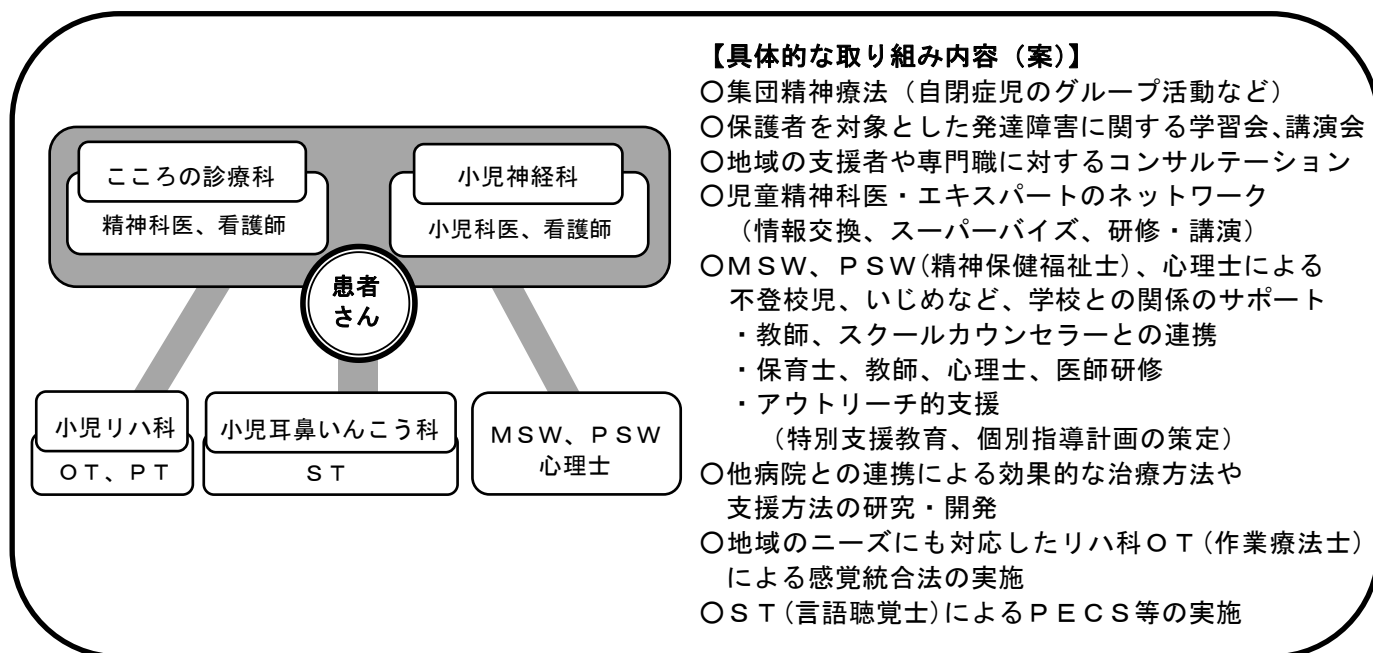 こころの診療科
精神科医、看護師
小児神経科
小児科医、看護師
患者
さん
小児リハ科
ＯＴ、ＰＴ
小児耳鼻いんこう科
ＳＴ
ＭＳＷ、ＰＳＷ
心理士
【具体的な取り組み内容（案）】
○集団精神療法（自閉症児のグループ活動など）
○保護者を対象とした発達障害に関する学習会、講演会
○地域の支援者や専門職に対するコンサルテーション
○児童精神科医・エキスパートのネットワーク
（情報交換、スーパーバイズ、研修・講演）
○ＭＳＷ、ＰＳＷ(精神保健福祉士)、心理士による
不登校児、いじめなど、学校との関係のサポート
・教師、スクールカウンセラーとの連携
・保育士、教師、心理士、医師研修
・アウトリーチ的支援
（特別支援教育、個別指導計画の策定）
○他病院との連携による効果的な治療方法や
支援方法の研究・開発
○地域のニーズにも対応したリハ科ＯＴ(作業療法士)
による感覚統合法の実施
○ＳＴ(言語聴覚士)によるＰＥＣＳ等の実施